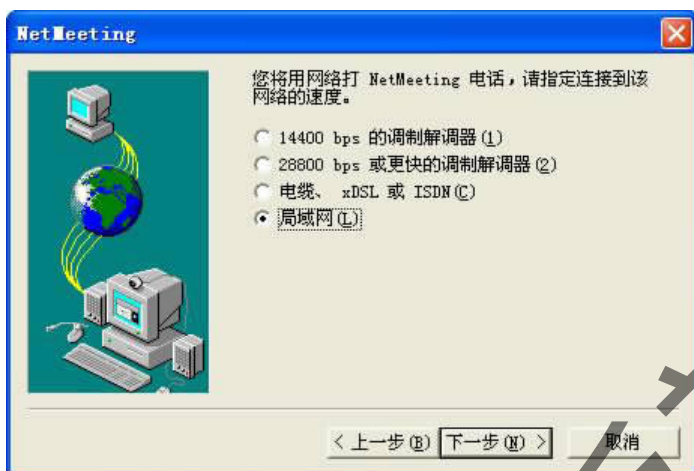 NetMeeting
您将用网络打 NetMeeting 电话，请指定连接到该
网络的速度。
14400 bps 的调制解调器(1)
28800 bps 或更快的调制解调器(2)
电缆、 xDSL 或 ISDN(C)
局域网(L)
< 上一步(B) 下一步(N) > 取消